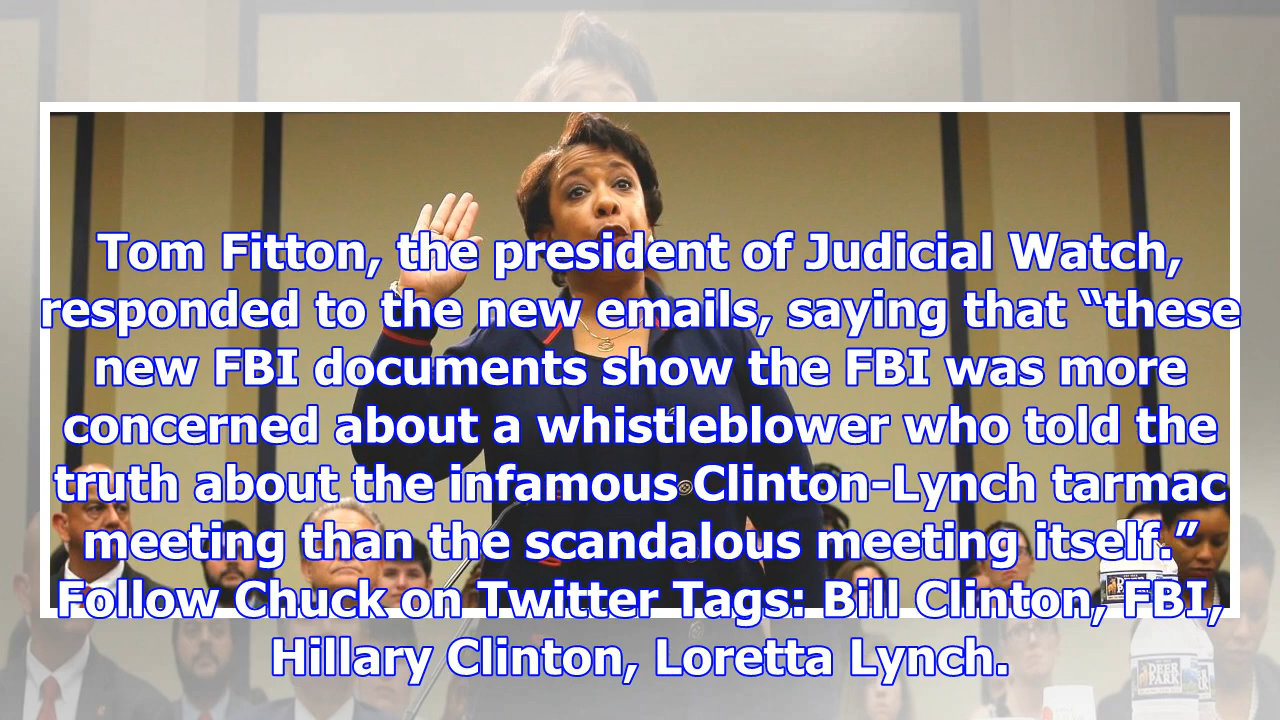 Tom Fitton, the president of Judicial Watch,
responded to the new emails, saying that “these
new FBI documents show the FBI was more
concerned about a whistleblower who told the
truth about the infamous Clinton-Lynch tarmac
meeting than the scandalous meeting itself.”
Follow Chuck on Twitter Tags: Bill Clinton, FBI,
Hillary Clinton, Loretta Lynch.
DEER
PARK